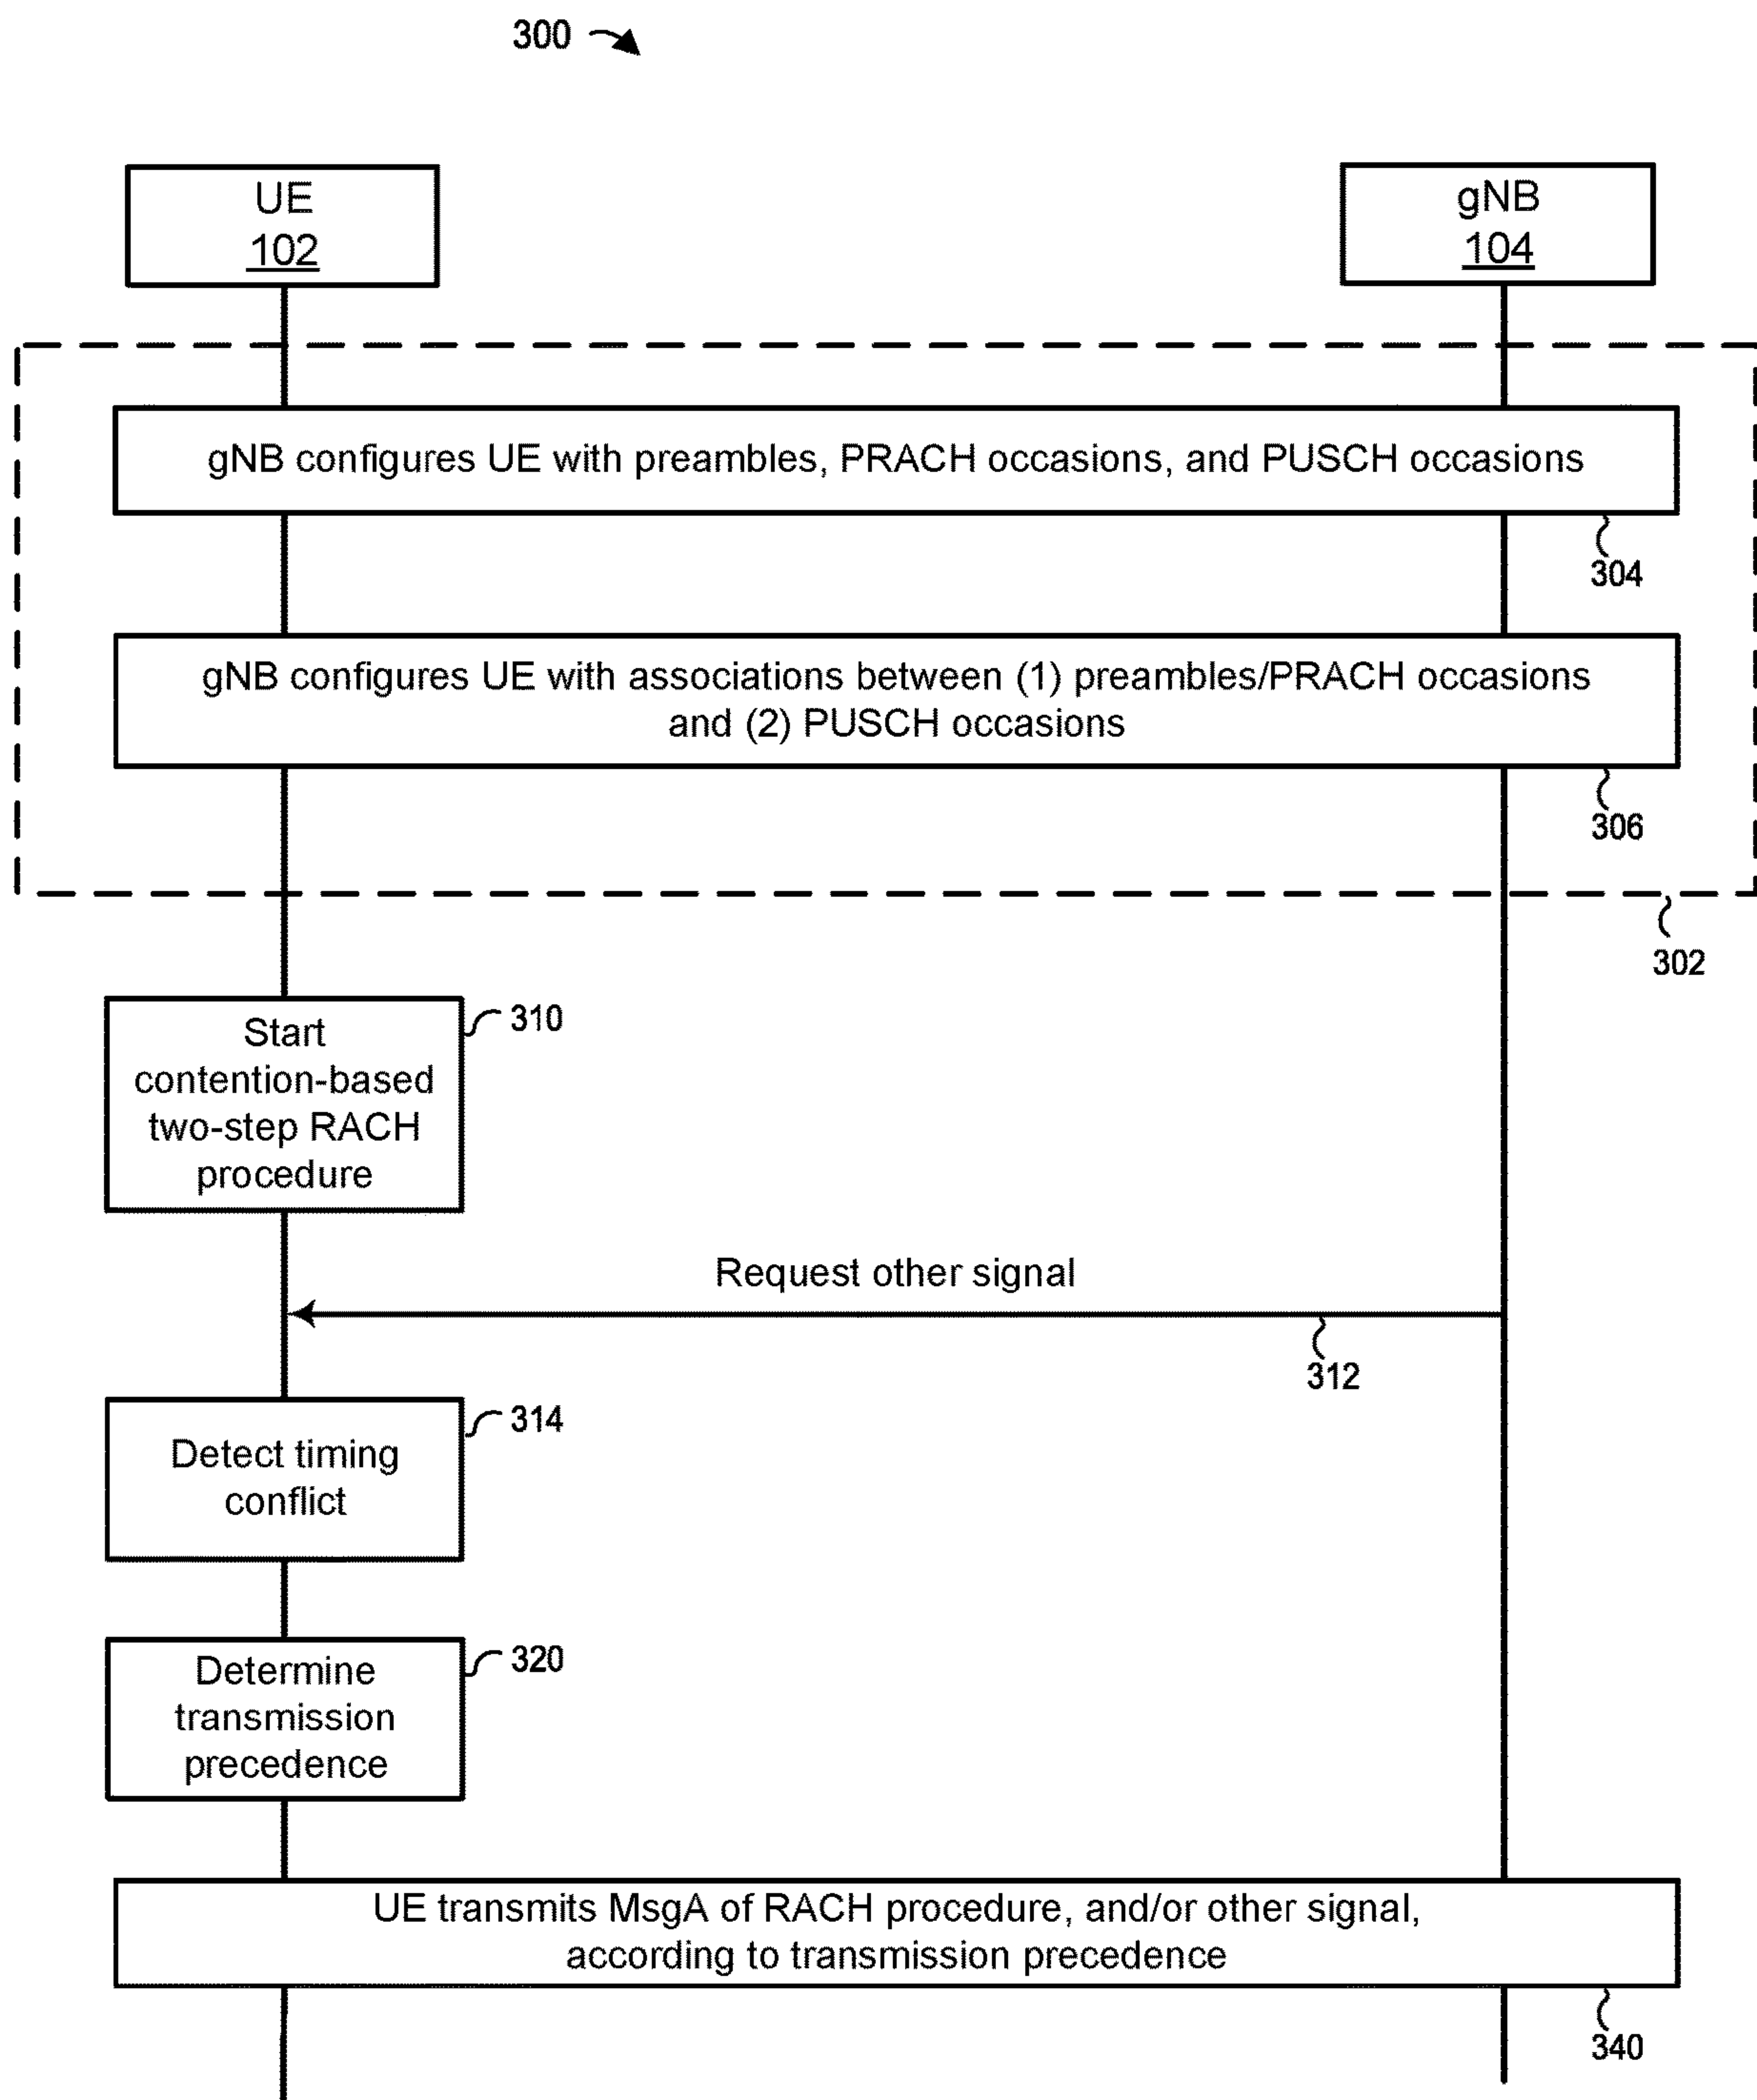 300
UE
102
gNB
104
gNB configures UE with preambles, PRACH occasions, and PUSCH occasions
304
gNB configures UE with associations between (1) preambles/PRACH occasions
and (2) PUSCH occasions
306
302
Start
contention-based
two-step RACH
procedure
310
Request other signal
312
Detect timing
conflict
314
Determine
transmission
precedence
320
UE transmits MsgA of RACH procedure, and/or other signal,
according to transmission precedence
340